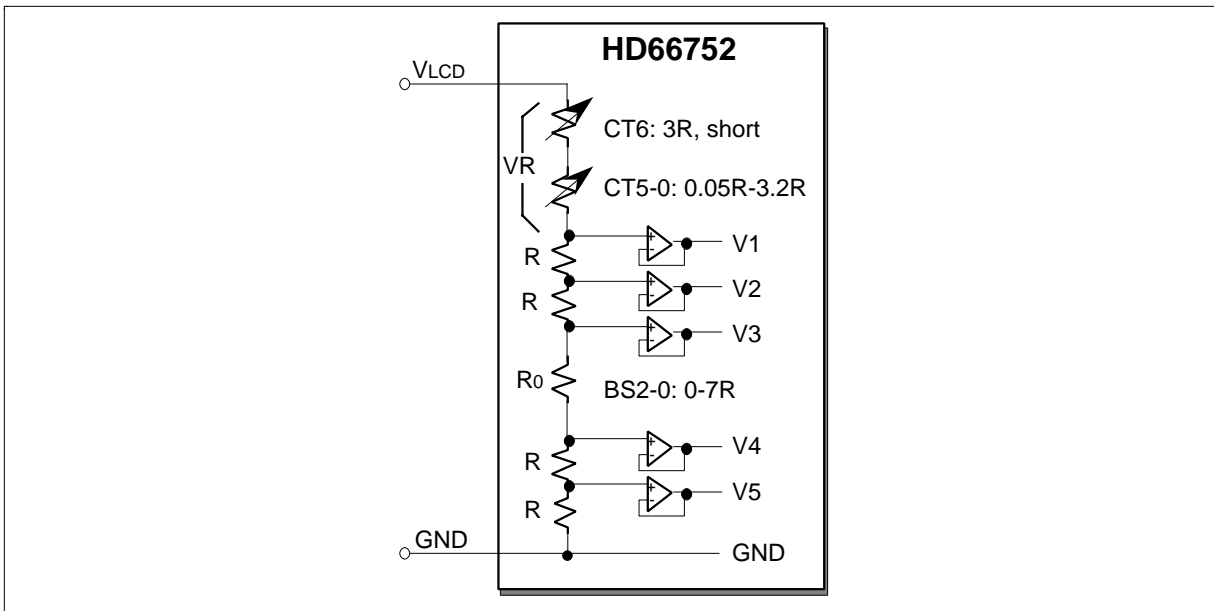 HD66752
VLCD
CT6: 3R, short
VR
CT5-0: 0.05R-3.2R
V1
R
V2
R
V3
R0
BS2-0: 0-7R
V4
R
V5
R
GND
GND